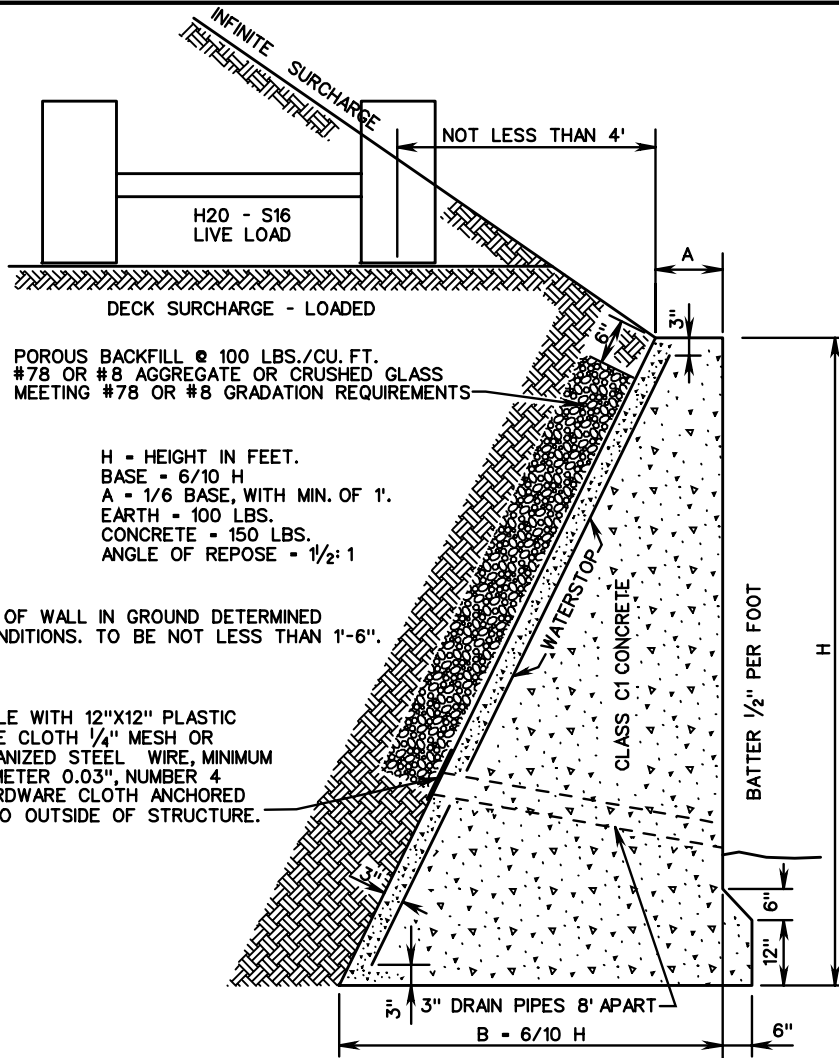 INFINITE SURCHARGE
NOT LESS THAN 4'
H20 - S16
LIVE LOAD
A
DECK SURCHARGE - LOADED
3"
6"
POROUS BACKFILL @ 100 LBS./CU. FT.
#78 OR #8 AGGREGATE OR CRUSHED GLASS
MEETING #78 OR #8 GRADATION REQUIREMENTS
H - HEIGHT IN FEET.
BASE - 6/10 H
A - 1/6 BASE, WITH MIN. OF 1'.
EARTH - 100 LBS.
CONCRETE - 150 LBS.
ANGLE OF REPOSE - 1½: 1
OF WALL IN GROUND DETERMINED
NDITIONS. TO BE NOT LESS THAN 1'-6".
WATERSTOP
CLASS C1 CONCRETE
BATTER ½" PER FOOT
H
LE WITH 12"X12" PLASTIC
E CLOTH ¼" MESH OR
ANIZED STEEL WIRE, MINIMUM
METER 0.03", NUMBER 4
RDWARE CLOTH ANCHORED
O OUTSIDE OF STRUCTURE.
3"
6"
12"
3"
3" DRAIN PIPES 8' APART
B - 6/10 H
6"